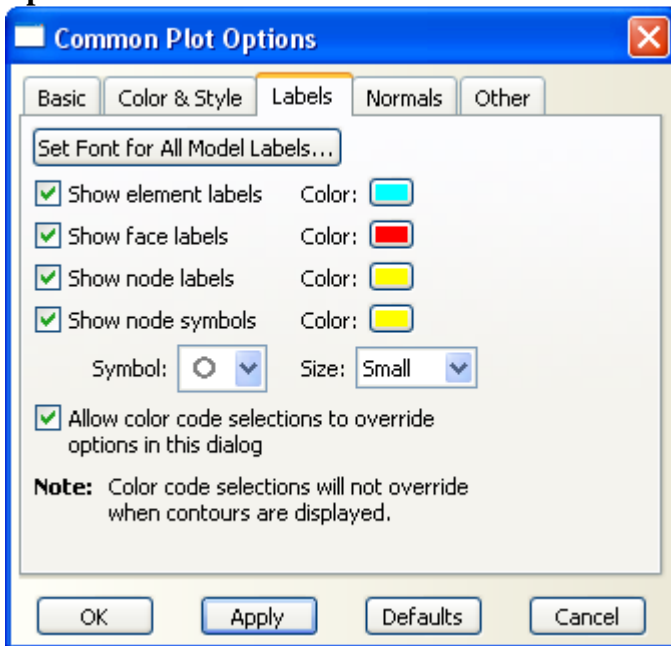 Common Plot Options
Basic Color & Style Labels Normals Other
Set Font for All Model Labels...
Show element labels Color:
Show face labels Color:
Show node labels Color:
Show node symbols Color:
Symbol: Size: Small
Allow color code selections to override
options in this dialog
Note: Color code selections will not override
when contours are displayed.
OK Apply Defaults Cancel